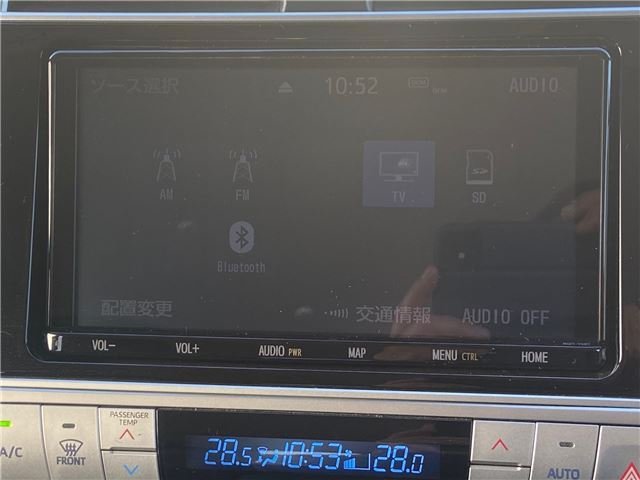 ソース選択 10:52 DCM DCM AUDIO
AM FM TV SD
Bluetooth
配置変更 交通情報 AUDIO OFF
VOL- VOL+ AUDIO PWR MAP MENU CTRL HOME
PASSENGER
TEMP
A/C FRONT AUTO
28.5 10:53 28.0